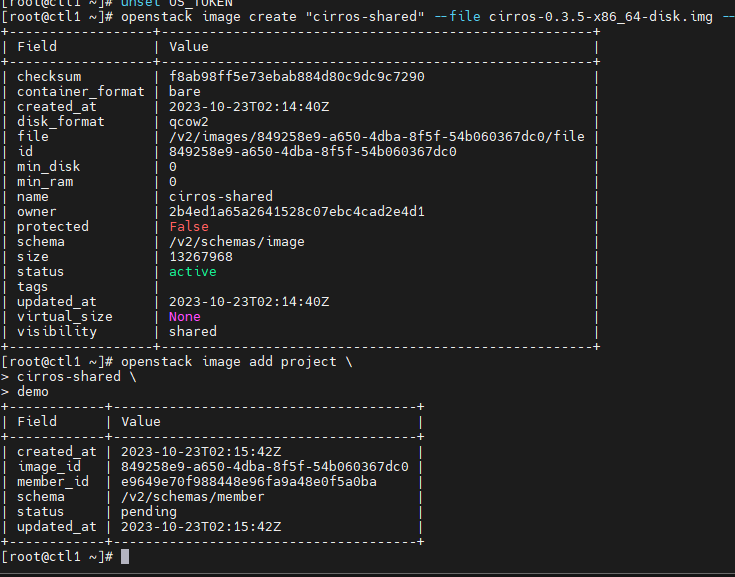 [root@ctl1 ~]# unset OS_TOKEN
[root@ctl1 ~]# openstack image create "cirros-shared" --file cirros-0.3.5-x86_64-disk.img --
+------------------+------------------------------------------------------+
| Field            | Value                                                |
+------------------+------------------------------------------------------+
| checksum         | f8ab98ff5e73ebab884d80c9dc9c7290                     |
| container_format | bare                                                 |
| created_at       | 2023-10-23T02:14:40Z                                 |
| disk_format      | qcow2                                                |
| file             | /v2/images/849258e9-a650-4dba-8f5f-54b060367dc0/file |
| id               | 849258e9-a650-4dba-8f5f-54b060367dc0                 |
| min_disk         | 0                                                    |
| min_ram          | 0                                                    |
| name             | cirros-shared                                        |
| owner            | 2b4ed1a65a2641528c07ebc4cad2e4d1                     |
| protected        | False                                                |
| schema           | /v2/schemas/image                                    |
| size             | 13267968                                             |
| status           | active                                               |
| tags             |                                                      |
| updated_at       | 2023-10-23T02:14:40Z                                 |
| virtual_size     | None                                                 |
| visibility       | shared                                               |
+------------------+------------------------------------------------------+
[root@ctl1 ~]# openstack image add project \
> cirros-shared \
> demo
+------------+--------------------------------------+
| Field      | Value                                |
+------------+--------------------------------------+
| created_at | 2023-10-23T02:15:42Z                 |
| image_id   | 849258e9-a650-4dba-8f5f-54b060367dc0 |
| member_id  | e9649e70f988448e96fa9a48e0f5a0ba     |
| schema     | /v2/schemas/member                   |
| status     | pending                              |
| updated_at | 2023-10-23T02:15:42Z                 |
+------------+--------------------------------------+
[root@ctl1 ~]#